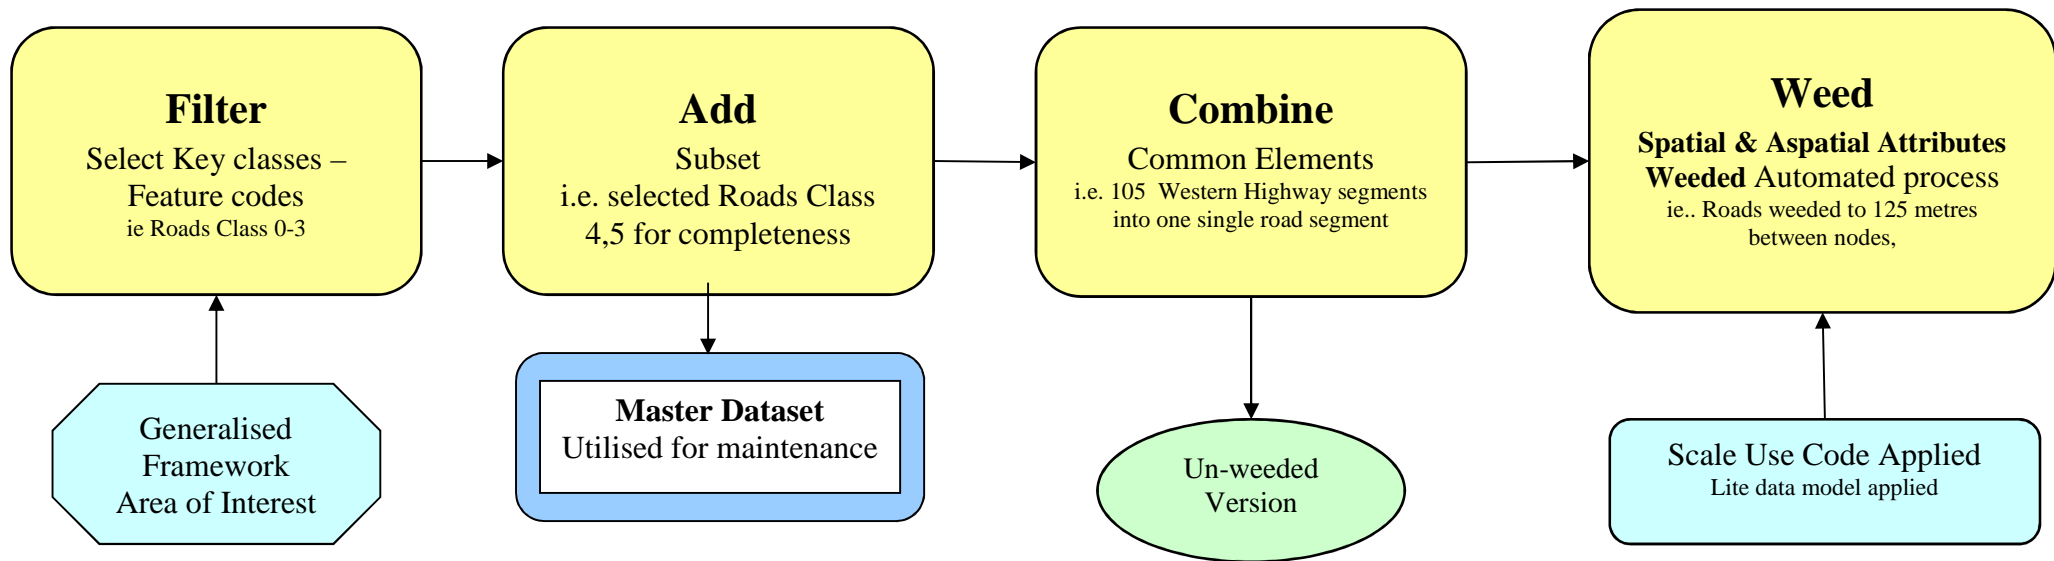 Filter
Select Key classes –
Feature codes
ie Roads Class 0-3
Add
Subset
i.e. selected Roads Class
4,5 for completeness
Combine
Common Elements
i.e. 105  Western Highway segments
into one single road segment
Weed
Spatial & Aspatial Attributes
Weeded Automated process
ie.. Roads weeded to 125 metres
between nodes,
Generalised
Framework
Area of Interest
Master Dataset
Utilised for maintenance
Un-weeded
Version
Scale Use Code Applied
Lite data model applied